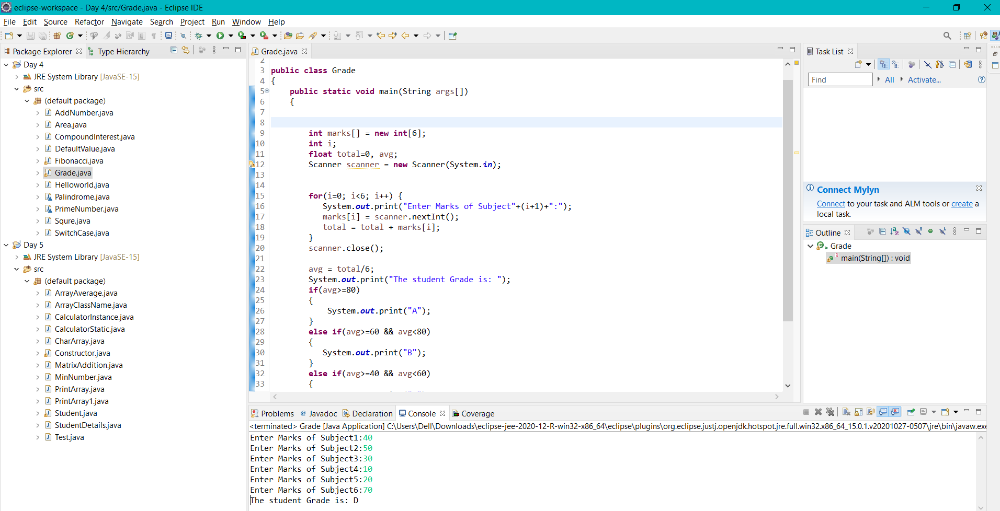 eclipse-workspace - Day 4/src/Grade.java - Eclipse IDE
File Edit Source Refactor Navigate Search Project Run Window Help
Package Explorer Type Hierarchy
Day 4
JRE System Library [JavaSE-15]
src
(default package)
AddNumber.java
Area.java
CompoundInterest.java
DefaultValue.java
Fibonacci.java
Grade.java
Helloworld.java
Palindrome.java
PrimeNumber.java
Squre.java
SwitchCase.java
Day 5
JRE System Library [JavaSE-15]
src
(default package)
ArrayAverage.java
ArrayClassName.java
CalculatorInstance.java
CalculatorStatic.java
CharArray.java
Constructor.java
MatrixAddition.java
MinNumber.java
PrintArray.java
PrintArray1.java
Student.java
StudentDetails.java
Test.java
Grade.java
2
3 public class Grade
4 {
5 public static void main(String args[])
6 {
7
8
9 int marks[] = new int[6];
10 int i;
11 float total=0, avg;
12 Scanner scanner = new Scanner(System.in);
13
14
15 for(i=0; i<6; i++) {
16 System.out.print("Enter Marks of Subject"+(i+1)+":");
17 marks[i] = scanner.nextInt();
18 total = total + marks[i];
19 }
20 scanner.close();
21
22 avg = total/6;
23 System.out.print("The student Grade is: ");
24 if(avg>=80)
25 {
26 System.out.print("A");
27 }
28 else if(avg>=60 && avg<80)
29 {
30 System.out.print("B");
31 }
32 else if(avg>=40 && avg<60)
33 {
Task List
Find All Activate...
Connect Mylyn
Connect to your task and ALM tools or create a
local task.
Outline
Grade
main(String[]) : void
Problems @ Javadoc Declaration Console Coverage
<terminated> Grade [Java Application] C:\Users\Dell\Downloads\eclipse-jee-2020-12-R-win32-x86_64\eclipse\plugins\org.eclipse.justj.openjdk.hotspot.jre.full.win32.x86_64_15.0.1.v20201027-0507\jre\bin\javaw.exe
Enter Marks of Subject1:40
Enter Marks of Subject2:50
Enter Marks of Subject3:30
Enter Marks of Subject4:10
Enter Marks of Subject5:20
Enter Marks of Subject6:70
The student Grade is: D